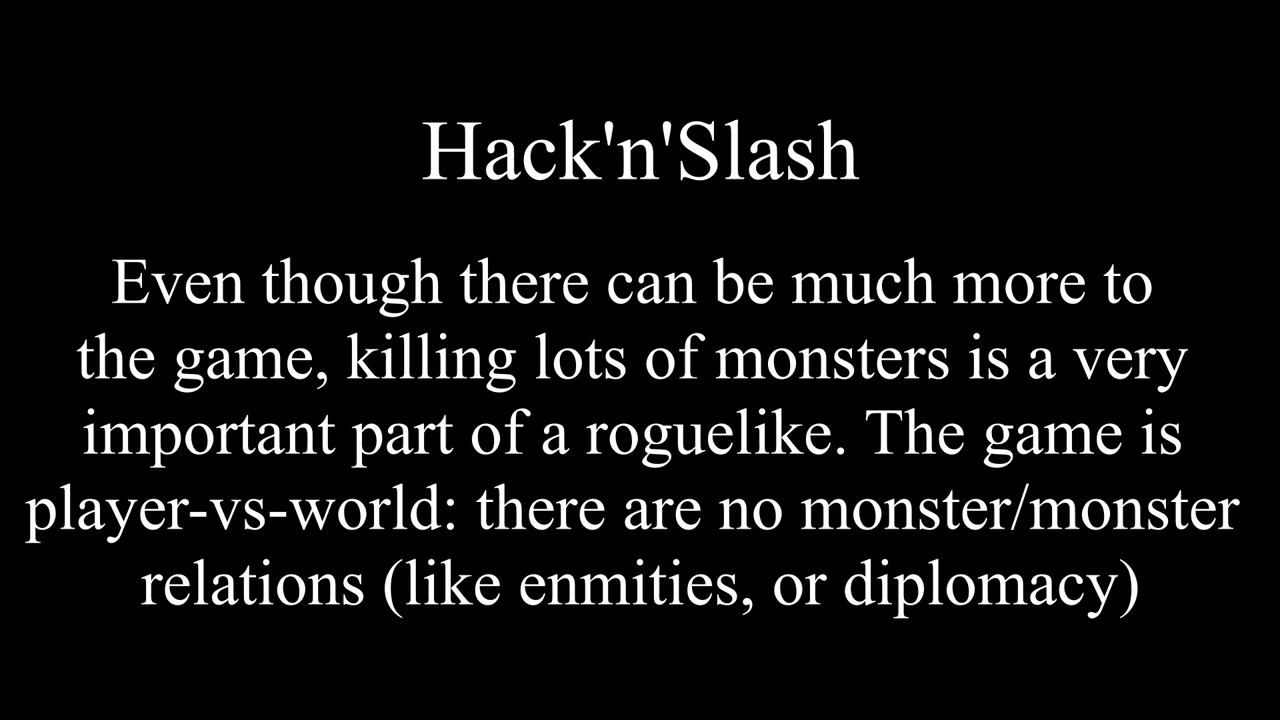 Hack'n'Slash
Even though there can be much more to
the game, killing lots of monsters is a very
important part of a roguelike. The game is
player-vs-world: there are no monster/monster
relations (like enmities, or diplomacy)